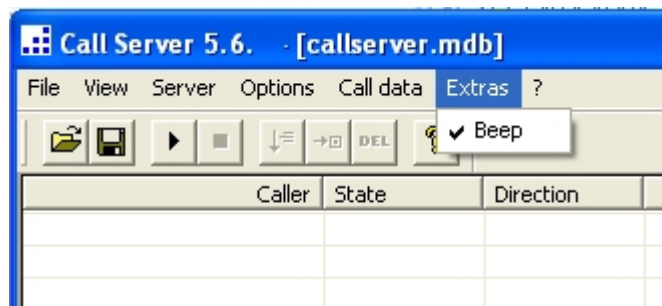 Call Server 5.6. - [callserver.mdb]
File View Server Options Call data Extras ?
Beep
DEL
Caller State Direction